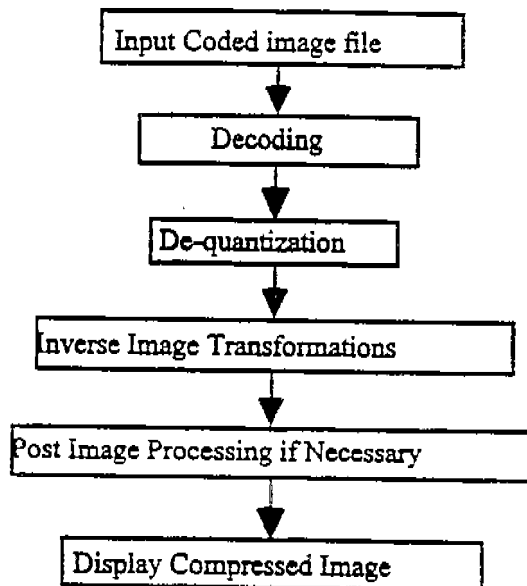 Input Coded image file
Decoding
De-quantization
Inverse Image Transformations
Post Image Processing if Necessary
Display Compressed Image